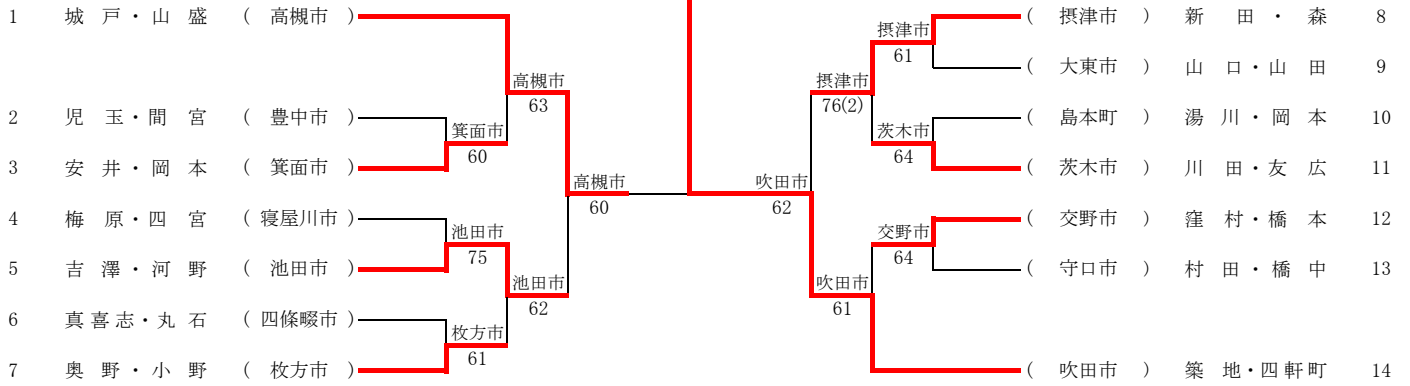 1 城戸・山盛 ( 高槻市 )
2 児玉・間宮 ( 豊中市 )
3 安井・岡本 ( 箕面市 )
4 梅原・四宮 ( 寝屋川市 )
5 吉澤・河野 ( 池田市 )
6 真喜志・丸石 ( 四條畷市 )
7 奥野・小野 ( 枚方市 )
箕面市
60
池田市
75
枚方市
61
高槻市
63
池田市
62
高槻市
60
吹田市
62
摂津市
76(2)
吹田市
61
摂津市
61
茨木市
64
交野市
64
( 摂津市 ) 新田・森 8
( 大東市 ) 山口・山田 9
( 島本町 ) 湯川・岡本 10
( 茨木市 ) 川田・友広 11
( 交野市 ) 窪村・橋本 12
( 守口市 ) 村田・橋中 13
( 吹田市 ) 築地・四軒町 14